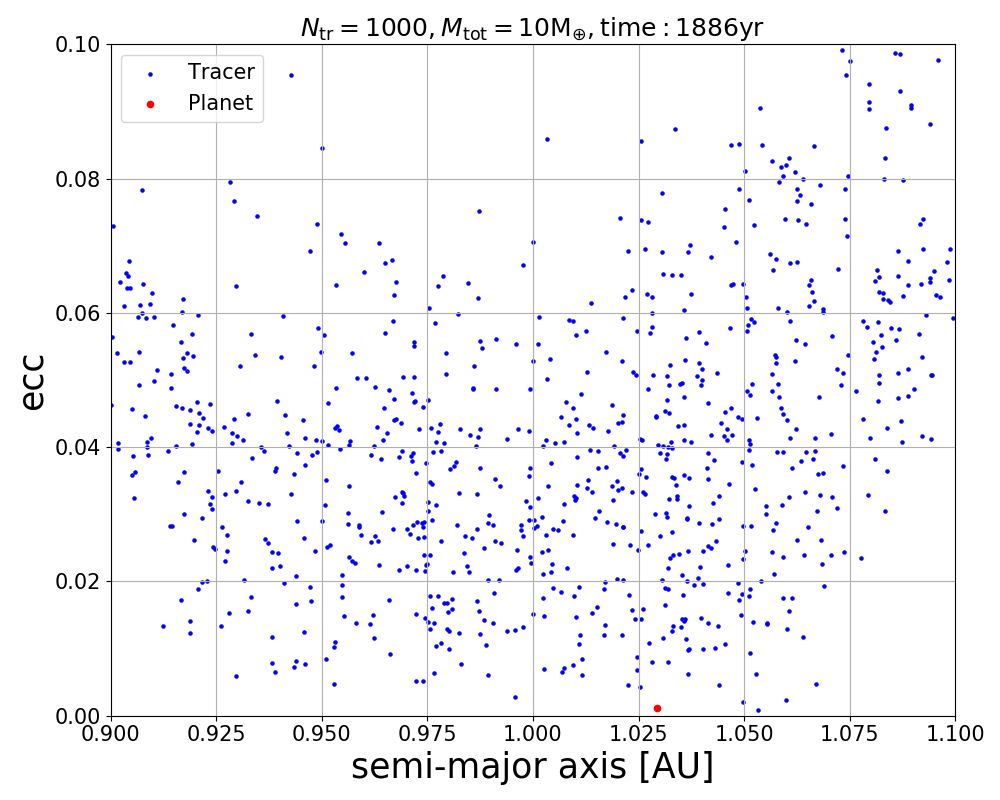 N_tr = 1000, M_tot = 10M_⊕, time : 1886yr
Tracer
Planet
ecc
0.10
0.08
0.06
0.04
0.02
0.00
0.900 0.925 0.950 0.975 1.000 1.025 1.050 1.075 1.100
semi-major axis [AU]